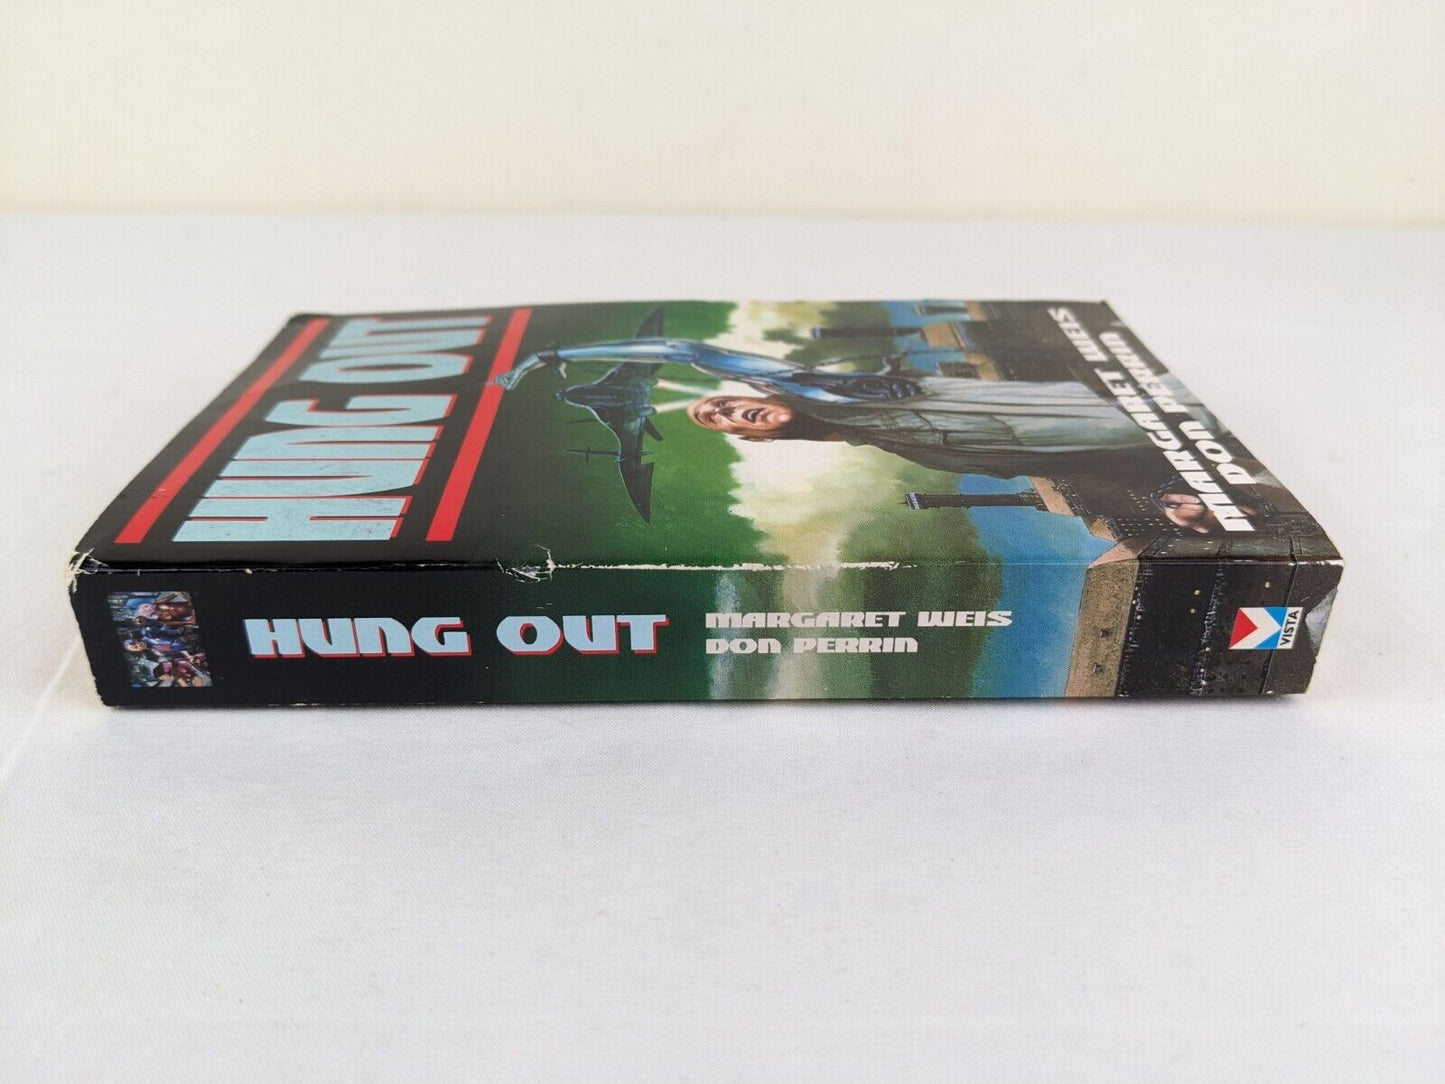 HUNG OUT
MARGARET WEIS
DON PERRIN
HUNG OUT
MARGARET WEIS
DON PERRIN
VISTA